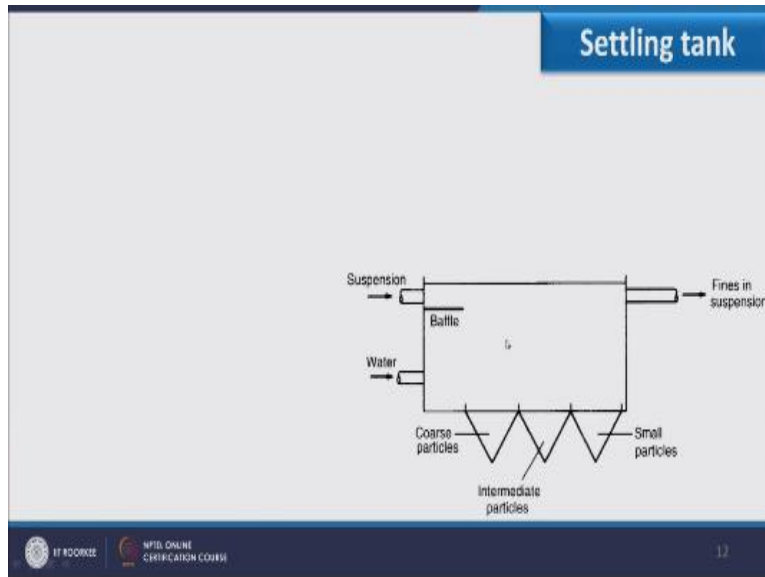 Settling tank
Suspension
Baffle
Water
Fines in
suspension
Coarse
particles
Intermediate
particles
Small
particles
IIT ROORKEE
NPTEL ONLINE
CERTIFICATION COURSE
12